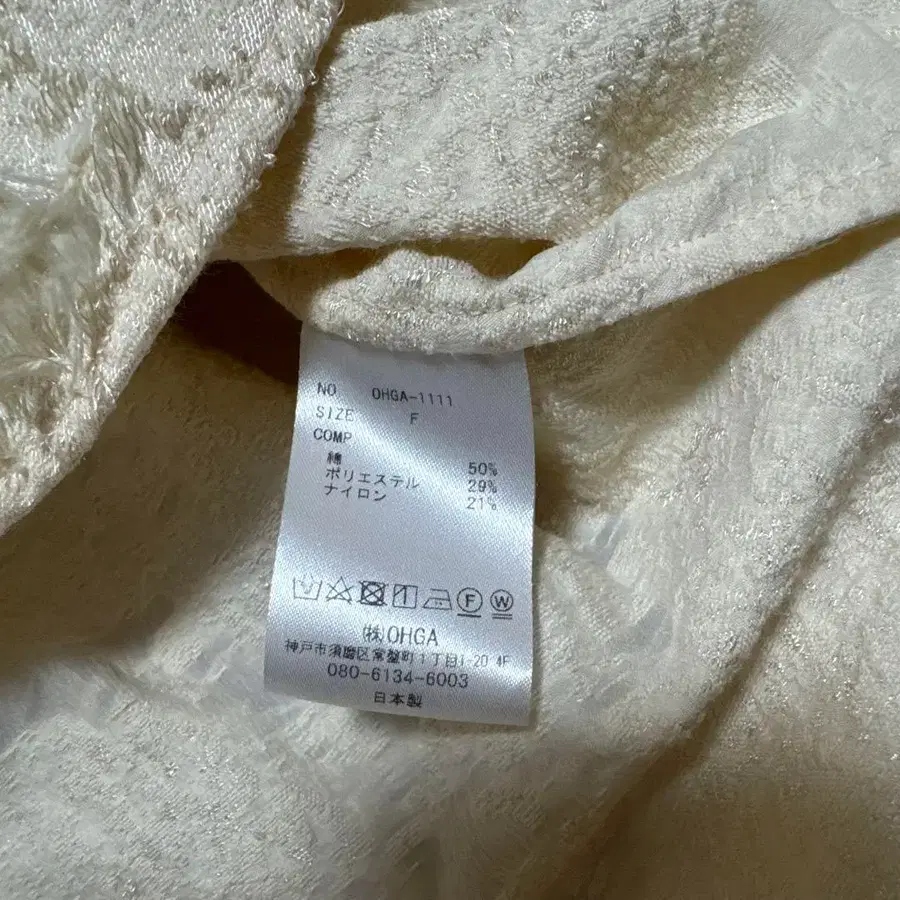 NO OHGA-1111
SIZE F
COMP
綿 50%
ポリエステル 29%
ナイロン 21%
F W
㈱OHGA
神戸市須磨区常盤町1丁目1-20 4F
080-6134-6003
日本製